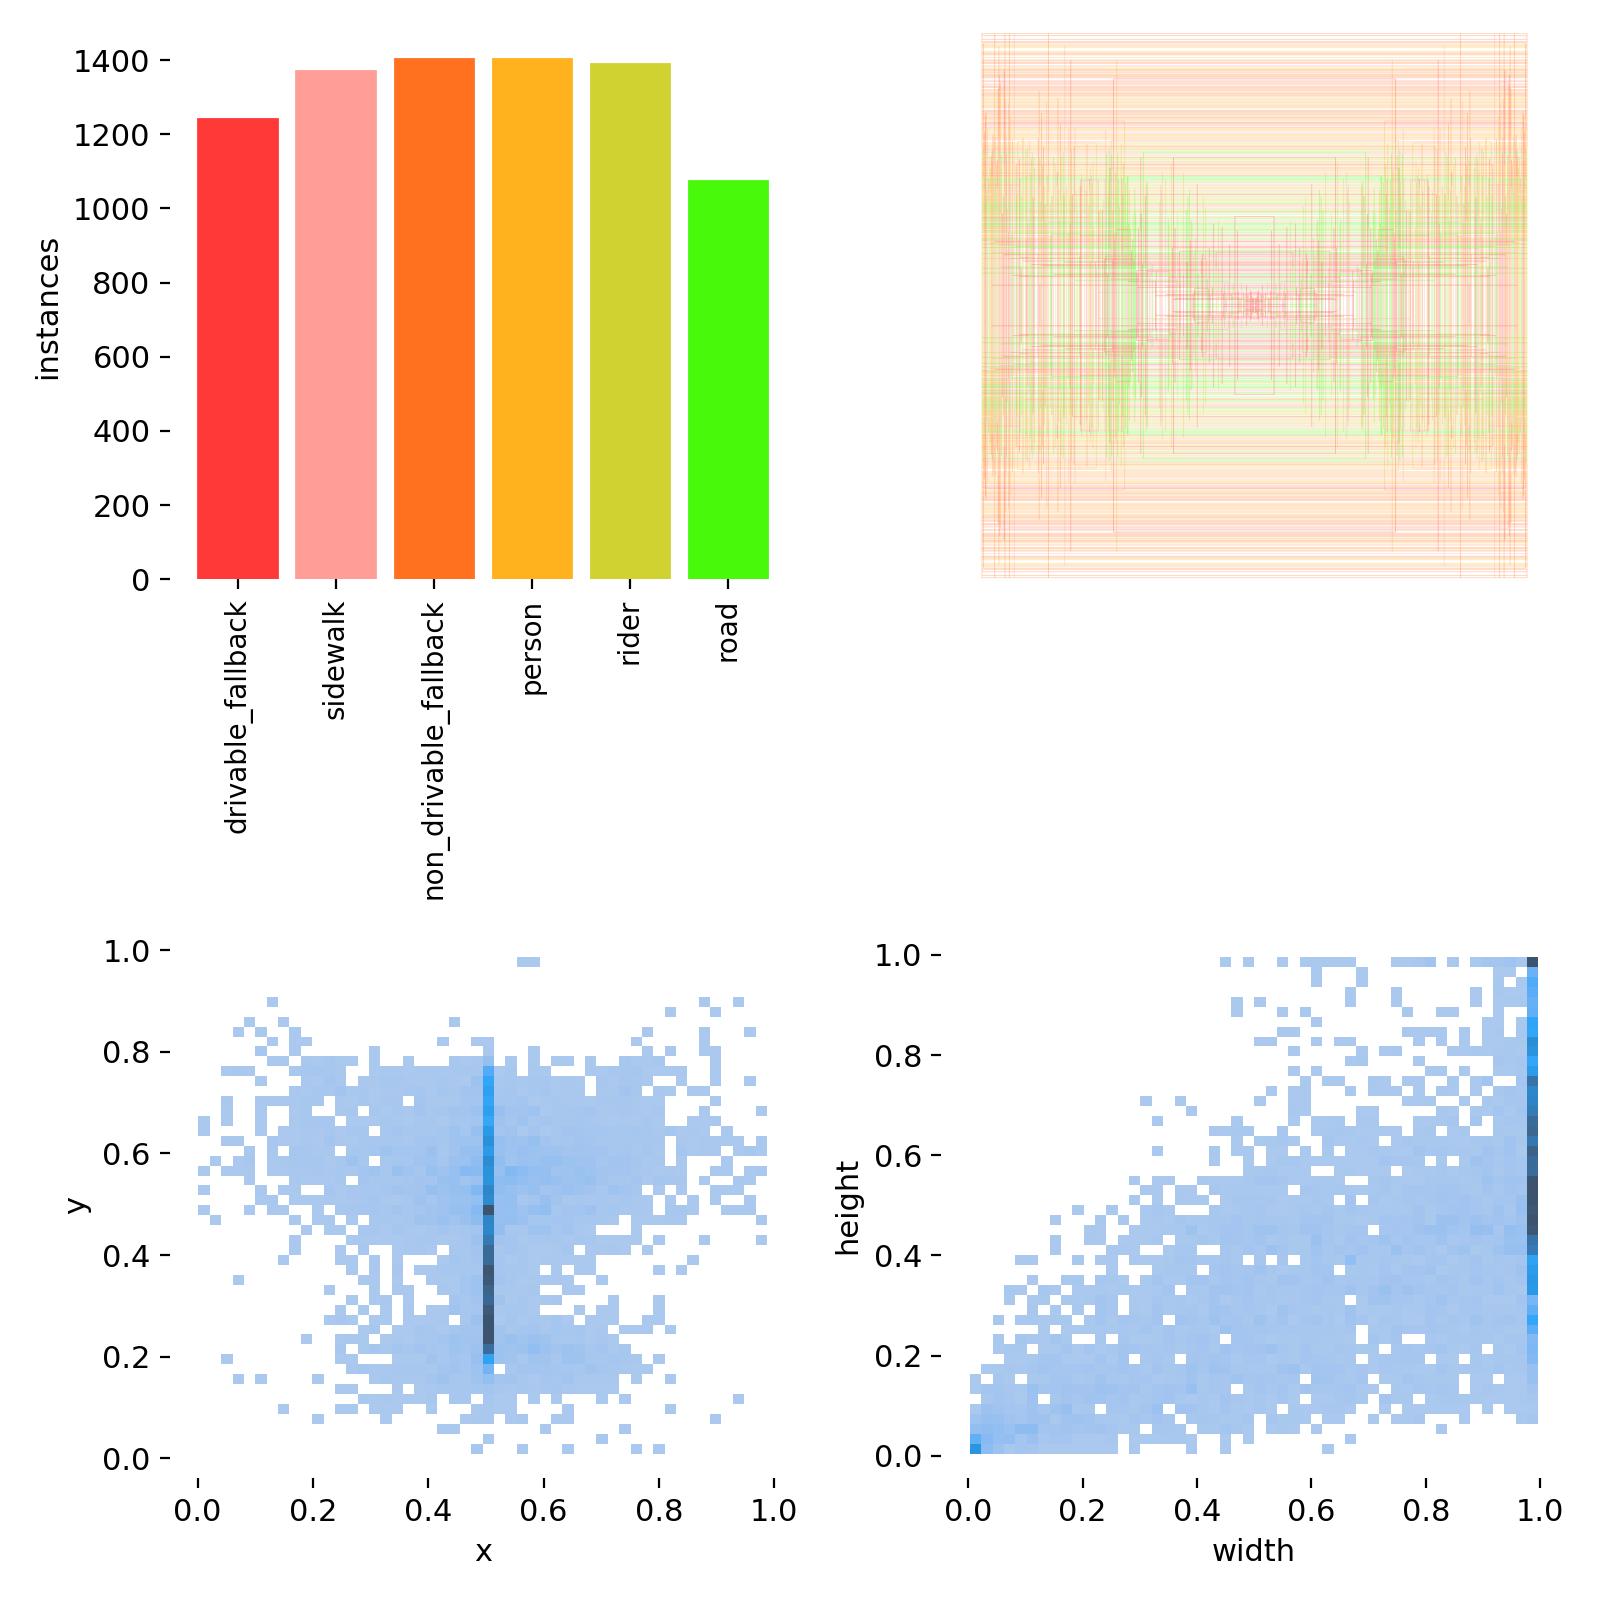 1400
1200
1000
800
600
400
200
0
instances
drivable_fallback
sidewalk
non_drivable_fallback
person
rider
road
1.0
0.8
0.6
0.4
0.2
0.0
y
0.0 0.2 0.4 0.6 0.8 1.0
x
1.0
0.8
0.6
0.4
0.2
0.0
height
0.0 0.2 0.4 0.6 0.8 1.0
width